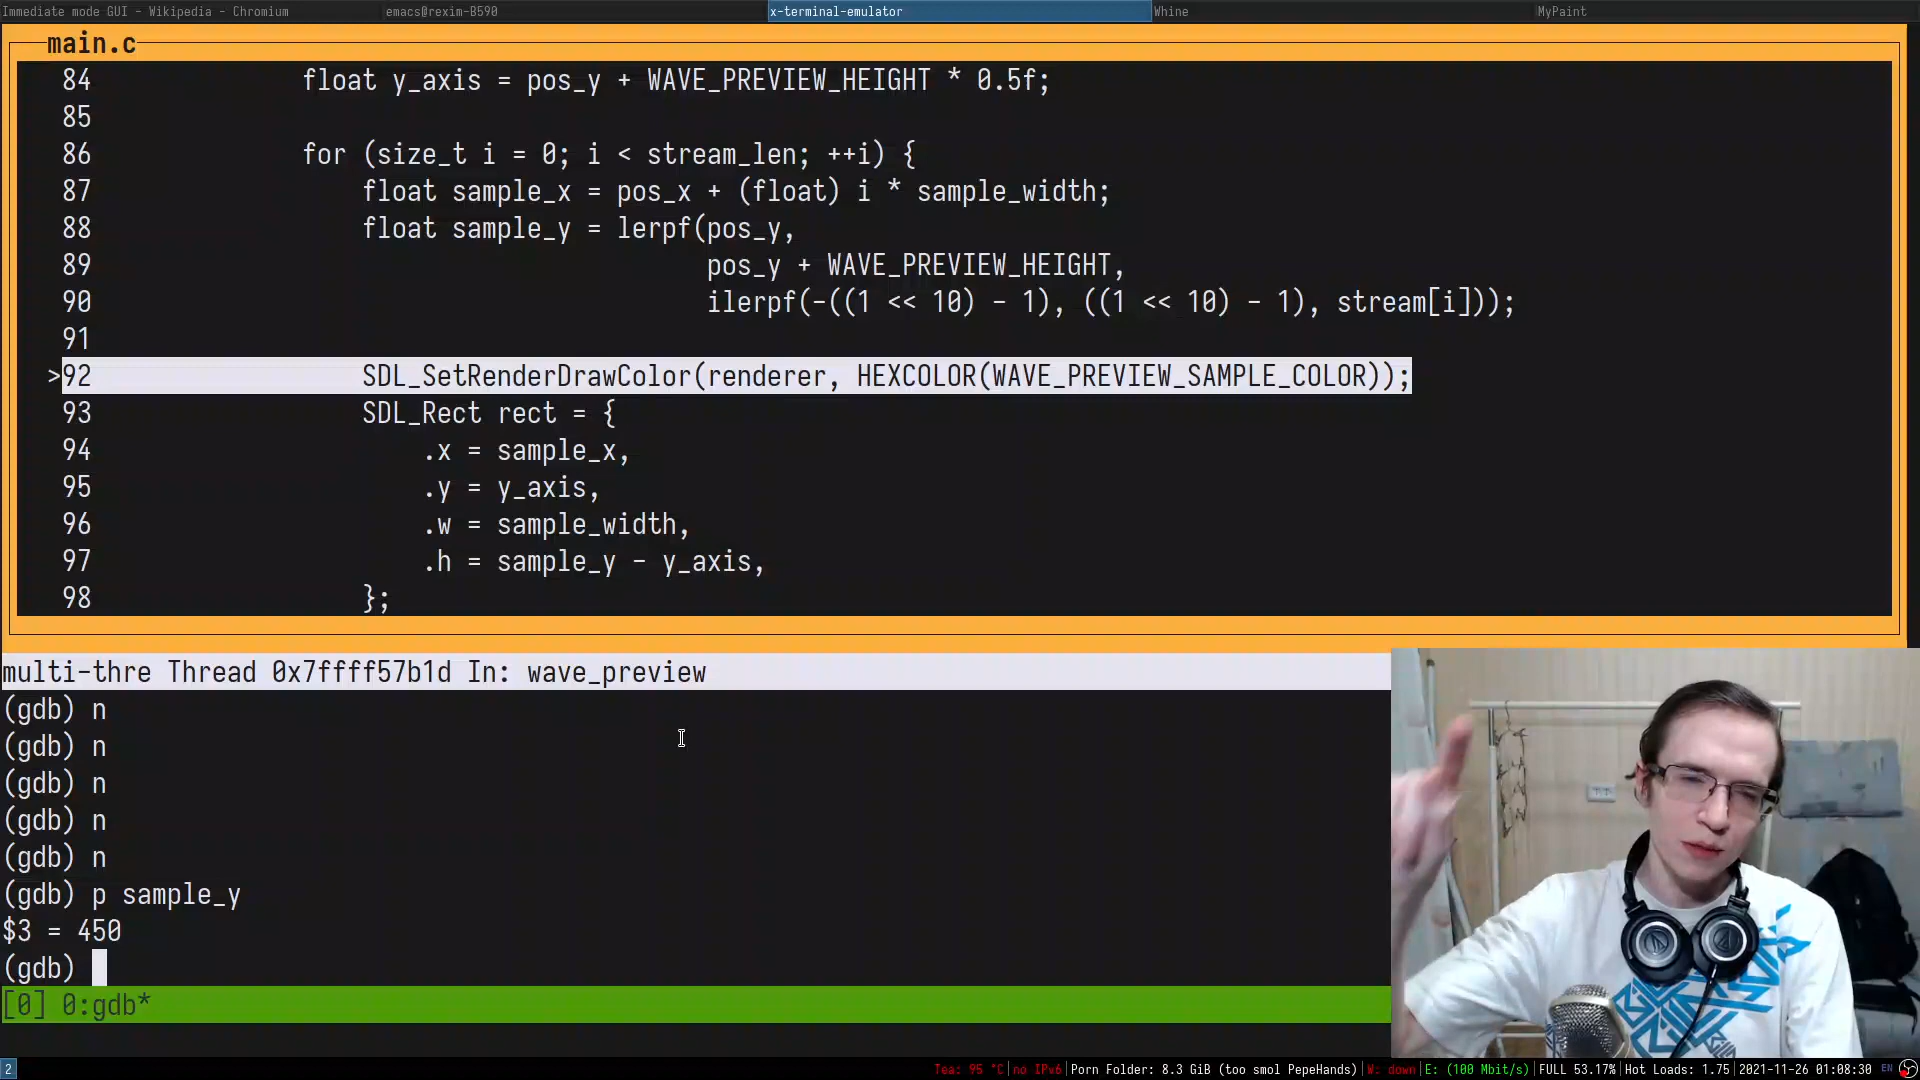 Immediate mode GUI - Wikipedia - Chromium
emacs@rexim-B590
x-terminal-emulator
Whine
MyPaint
main.c
84 float y_axis = pos_y + WAVE_PREVIEW_HEIGHT * 0.5f;
85
86 for (size_t i = 0; i < stream_len; ++i) {
87 float sample_x = pos_x + (float) i * sample_width;
88 float sample_y = lerpf(pos_y,
89 pos_y + WAVE_PREVIEW_HEIGHT,
90 ilerpf(-((1 << 10) - 1), ((1 << 10) - 1), stream[i]));
91
>92 SDL_SetRenderDrawColor(renderer, HEXCOLOR(WAVE_PREVIEW_SAMPLE_COLOR));
93 SDL_Rect rect = {
94 .x = sample_x,
95 .y = y_axis,
96 .w = sample_width,
97 .h = sample_y - y_axis,
98 };
multi-thre Thread 0x7ffff57b1d In: wave_preview
(gdb) n
(gdb) n
(gdb) n
(gdb) n
(gdb) n
(gdb) p sample_y
$3 = 450
(gdb)
[0] 0:gdb*
2 Tea: 95 °C|no IPv6|Porn Folder: 8.3 GiB (too smol PepeHands)|W: down|E: (100 Mbit/s)|FULL 53.17%|Hot Loads: 1.75|2021-11-26 01:08:30 EN